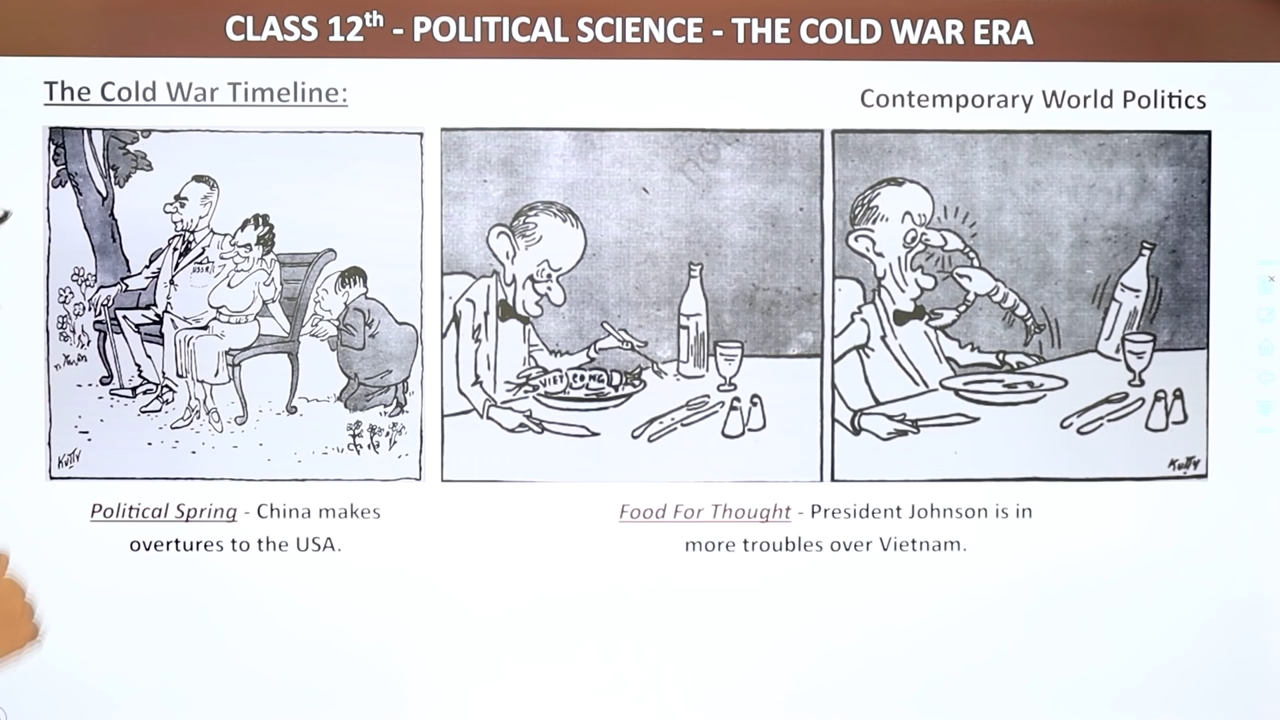 CLASS 12th - POLITICAL SCIENCE - THE COLD WAR ERA
The Cold War Timeline:
Contemporary World Politics
not
USSR
VIET CONG
Kutty
Kutty
Political Spring - China makes
overtures to the USA.
Food For Thought - President Johnson is in
more troubles over Vietnam.